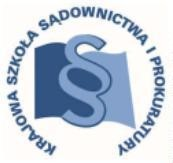 KRAJOWA SZKOŁA SĄDOWNICTWA I PROKURATURY
§